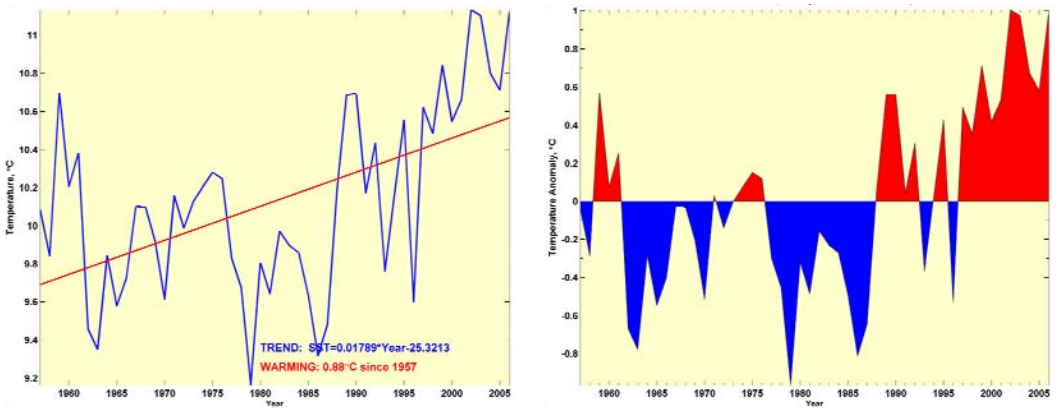 11
10.8
10.6
10.4
10.2
10
9.8
9.6
9.4
9.2
Temperature, °C
TREND: SST=0.01789*Year-25.3213
WARMING: 0.88°C since 1957
1960 1965 1970 1975 1980 1985 1990 1995 2000 2005
Year
1
0.8
0.6
0.4
0.2
0
-0.2
-0.4
-0.6
-0.8
Temperature Anomaly, °C
1960 1965 1970 1975 1980 1985 1990 1995 2000 2005
Year